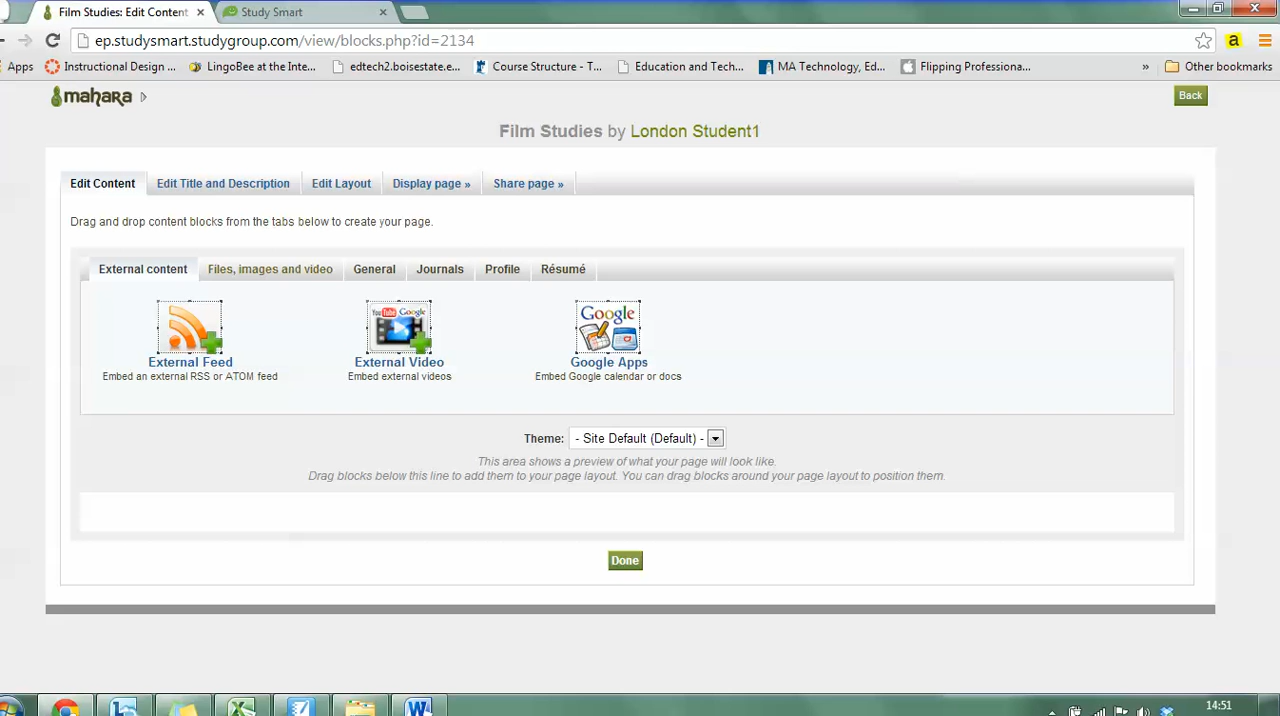 Film Studies: Edit Content
Study Smart
ep.studysmart.studygroup.com/view/blocks.php?id=2134
Apps
Instructional Design ...
LingoBee at the Inte...
edtech2.boisestate.e...
Course Structure - T...
Education and Tech...
MA Technology, Ed...
Flipping Professiona...
»
Other bookmarks
mahara
Back
Film Studies by London Student1
Edit Content
Edit Title and Description
Edit Layout
Display page »
Share page »
Drag and drop content blocks from the tabs below to create your page.
External content
Files, images and video
General
Journals
Profile
Résumé
You Tube Google
Google
External Feed
External Video
Google Apps
Embed an external RSS or ATOM feed
Embed external videos
Embed Google calendar or docs
Theme: - Site Default (Default) -
This area shows a preview of what your page will look like.
Drag blocks below this line to add them to your page layout. You can drag blocks around your page layout to position them.
Done
14:51